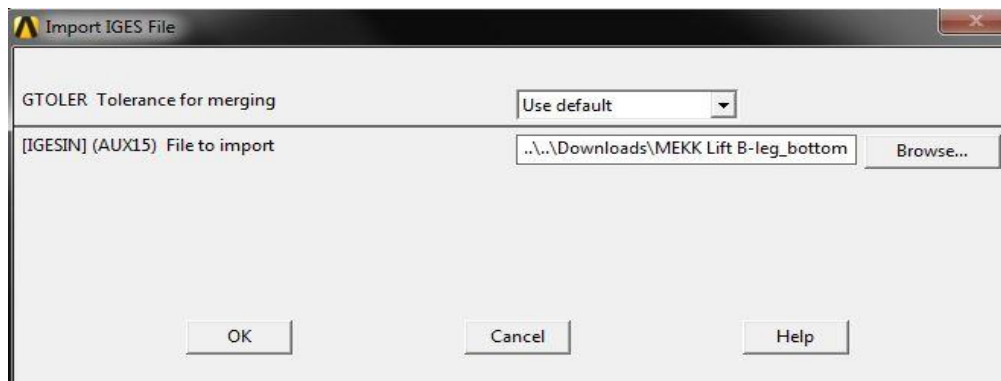 Import IGES File
GTOLER Tolerance for merging Use default
[IGESIN] (AUX15) File to import ..\..\Downloads\MEKK Lift B-leg_bottom Browse...
OK Cancel Help